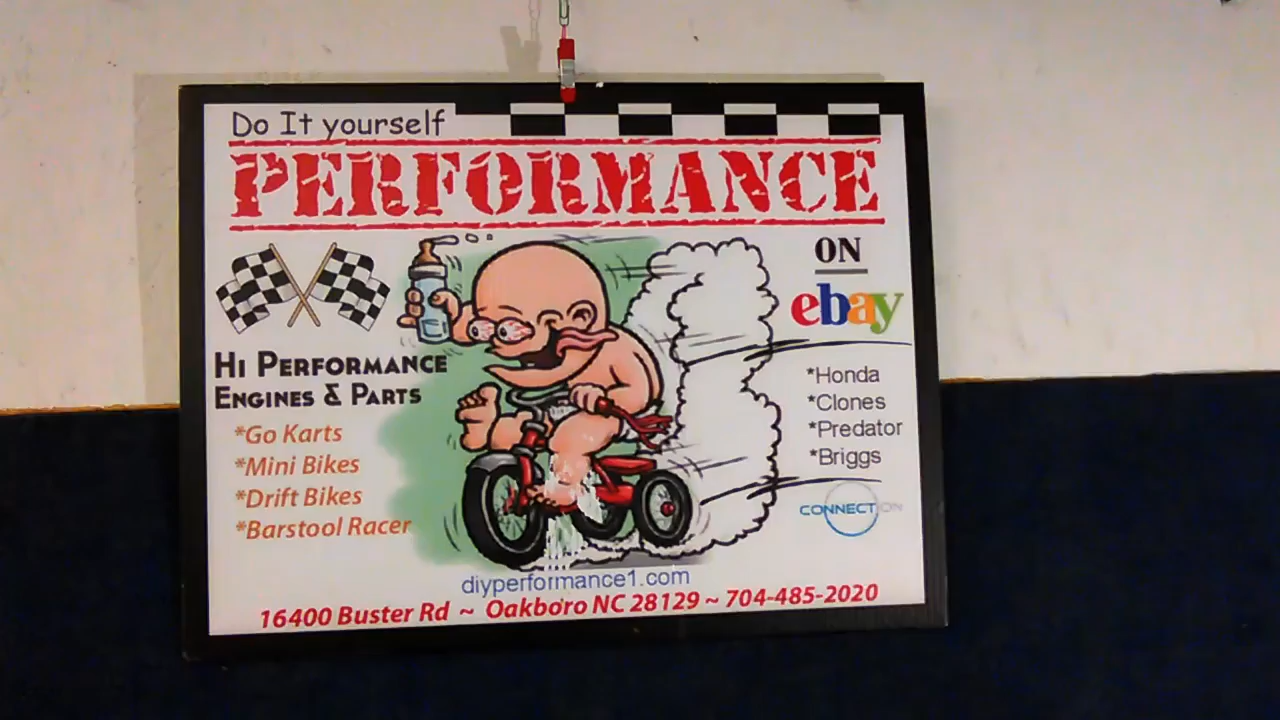 Do It yourself
PERFORMANCE
ON
ebay
Hi Performance
Engines & Parts
*Go Karts
*Mini Bikes
*Drift Bikes
*Barstool Racer
*Honda
*Clones
*Predator
*Briggs
CONNECTION
diyperformance1.com
16400 Buster Rd ~ Oakboro NC 28129 ~ 704-485-2020